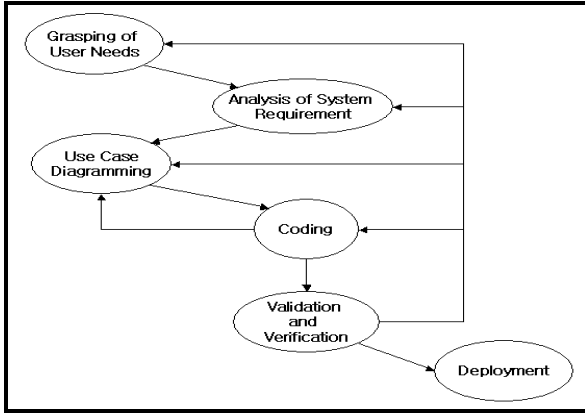 Grasping of
User Needs
Analysis of System
Requirement
Use Case
Diagramming
Coding
Validation
and
Verification
Deployment